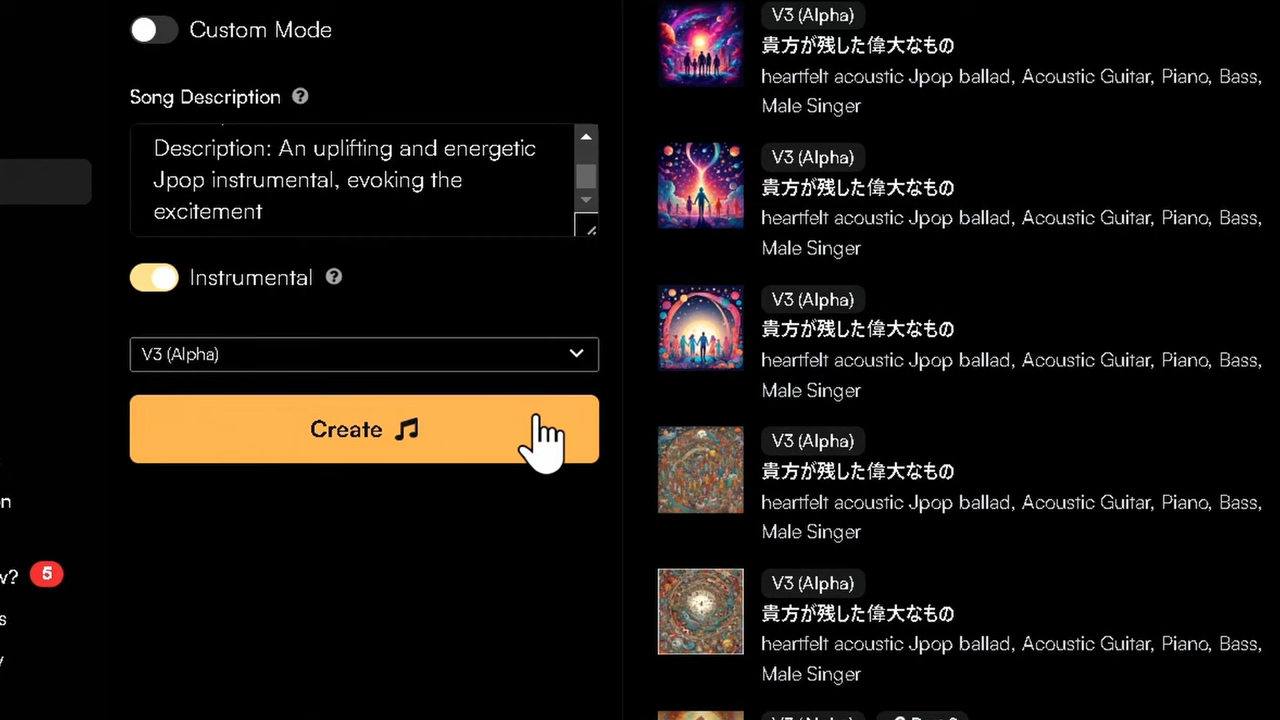 Custom Mode
Song Description
Description: An uplifting and energetic
Jpop instrumental, evoking the
excitement
Instrumental
V3 (Alpha)
Create
5
V3 (Alpha)
貴方が残した偉大なもの
heartfelt acoustic Jpop ballad, Acoustic Guitar, Piano, Bass,
Male Singer
V3 (Alpha)
貴方が残した偉大なもの
heartfelt acoustic Jpop ballad, Acoustic Guitar, Piano, Bass,
Male Singer
V3 (Alpha)
貴方が残した偉大なもの
heartfelt acoustic Jpop ballad, Acoustic Guitar, Piano, Bass,
Male Singer
V3 (Alpha)
貴方が残した偉大なもの
heartfelt acoustic Jpop ballad, Acoustic Guitar, Piano, Bass,
Male Singer
V3 (Alpha)
貴方が残した偉大なもの
heartfelt acoustic Jpop ballad, Acoustic Guitar, Piano, Bass,
Male Singer
V3 (Alpha)